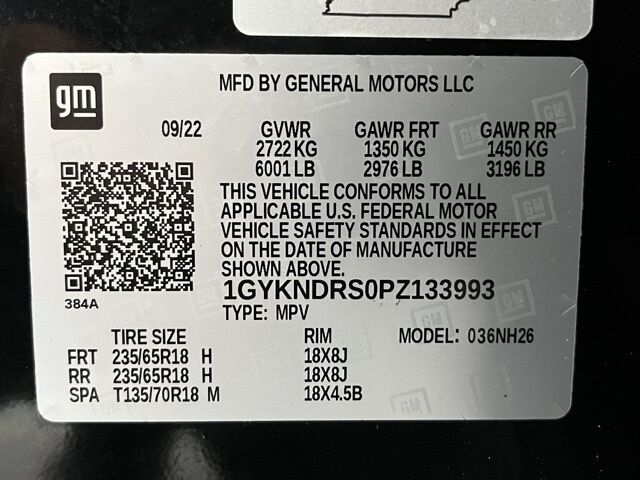 gm
MFD BY GENERAL MOTORS LLC
09/22 GVWR GAWR FRT GAWR RR
2722 KG 1350 KG 1450 KG
6001 LB 2976 LB 3196 LB
THIS VEHICLE CONFORMS TO ALL
APPLICABLE U.S. FEDERAL MOTOR
VEHICLE SAFETY STANDARDS IN EFFECT
ON THE DATE OF MANUFACTURE
SHOWN ABOVE.
384A
1GYKNDRS0PZ133993
TYPE: MPV
TIRE SIZE RIM MODEL: 036NH26
FRT 235/65R18 H 18X8J
RR 235/65R18 H 18X8J
SPA T135/70R18 M 18X4.5B